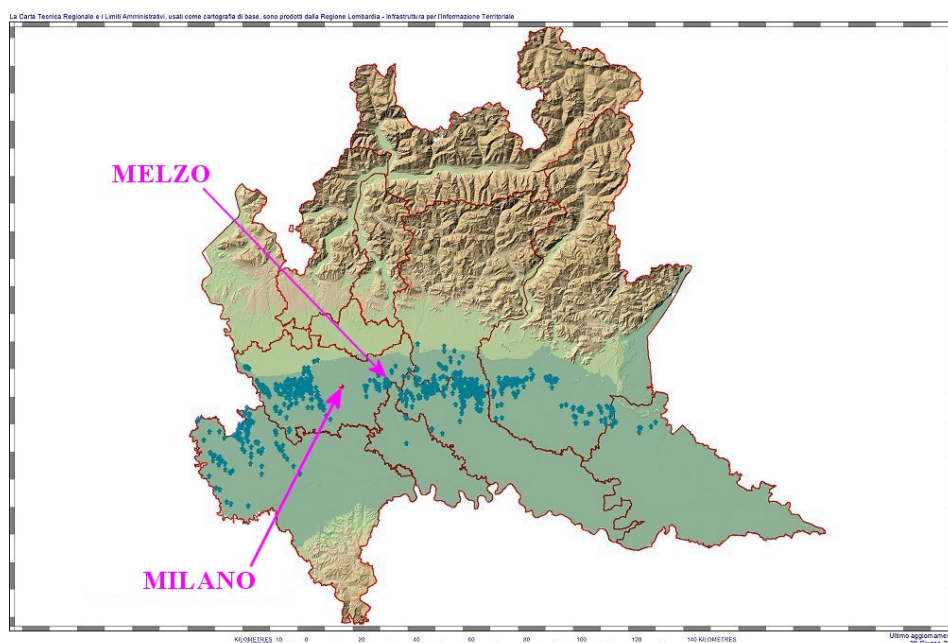 La Carta Tecnica Regionale e i Limiti Amministrativi, usati come cartografia di base, sono prodotti dalla Regione Lombardia - Infrastruttura per l'Informazione Territoriale
MELZO
MILANO
KILOMETRES 10 0 20 40 60 80 100 120 140 KILOMETRES
Ultimo aggiornamen